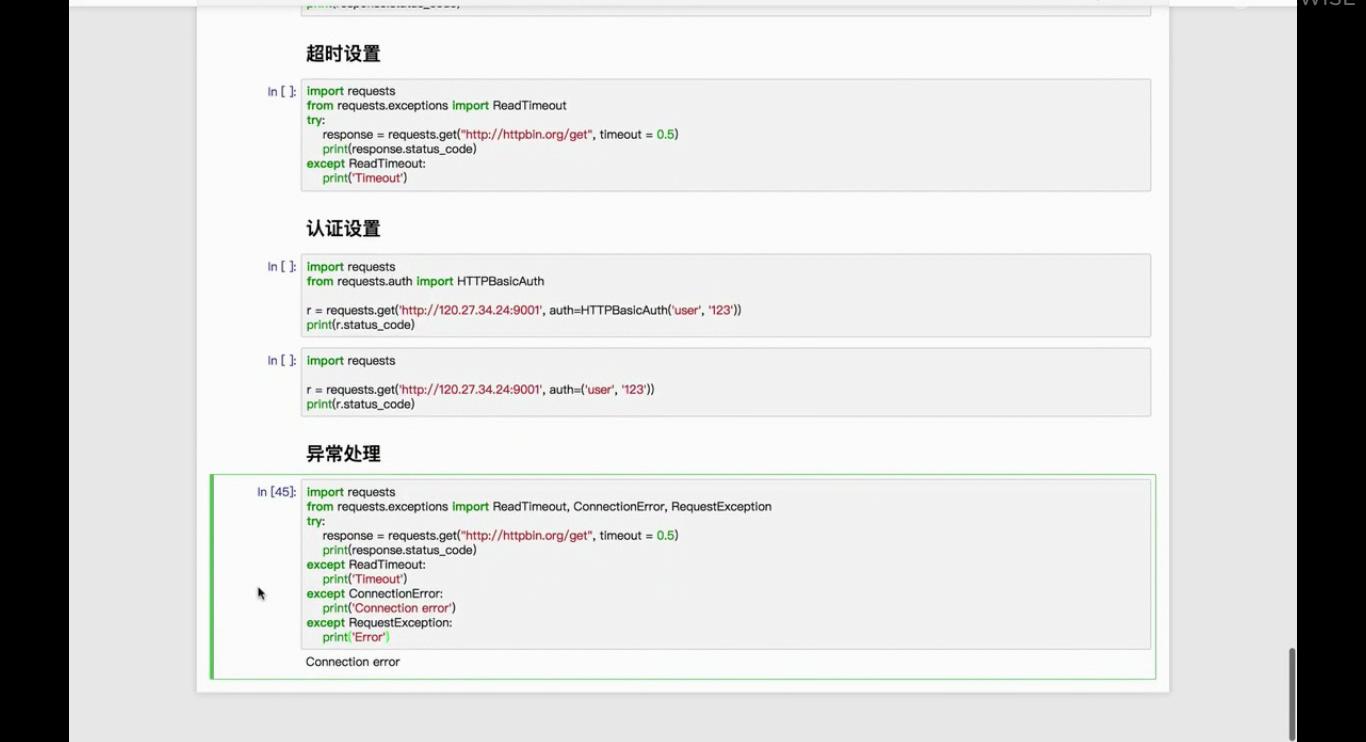 WISE
print(response.status_code)
超时设置
In [ ]:
import requests
from requests.exceptions import ReadTimeout
try:
    response = requests.get("http://httpbin.org/get", timeout = 0.5)
    print(response.status_code)
except ReadTimeout:
    print('Timeout')
认证设置
In [ ]:
import requests
from requests.auth import HTTPBasicAuth
r = requests.get('http://120.27.34.24:9001', auth=HTTPBasicAuth('user', '123'))
print(r.status_code)
In [ ]:
import requests
r = requests.get('http://120.27.34.24:9001', auth=('user', '123'))
print(r.status_code)
异常处理
In [45]:
import requests
from requests.exceptions import ReadTimeout, ConnectionError, RequestException
try:
    response = requests.get("http://httpbin.org/get", timeout = 0.5)
    print(response.status_code)
except ReadTimeout:
    print('Timeout')
except ConnectionError:
    print('Connection error')
except RequestException:
    print('Error')
Connection error